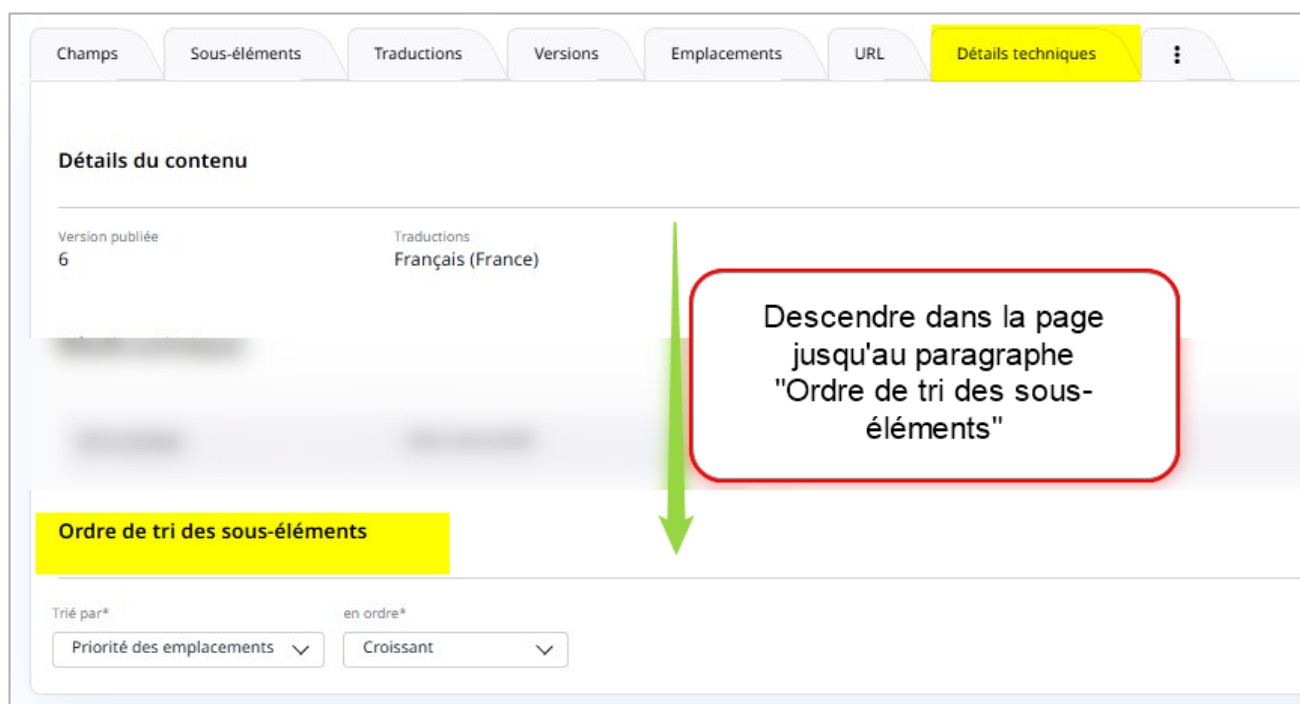 Champs Sous-éléments Traductions Versions Emplacements URL Détails techniques
Détails du contenu
Version publiée Traductions
6 Français (France)
Descendre dans la page
jusqu'au paragraphe
"Ordre de tri des sous-
éléments"
Ordre de tri des sous-éléments
Trié par* en ordre*
Priorité des emplacements Croissant